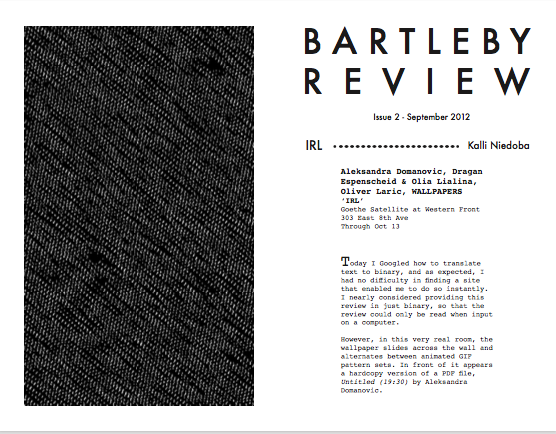 BARTLEBY
REVIEW
Issue 2 - September 2012
IRL Kalli Niedoba
Aleksandra Domanovic, Dragan
Espenscheid & Olia Lialina,
Oliver Laric, WALLPAPERS
‘IRL’
Goethe Satellite at Western Front
303 East 8th Ave
Through Oct 13
Today I Googled how to translate
text to binary, and as expected, I
had no difficulty in finding a site
that enabled me to do so instantly.
I nearly considered providing this
review in just binary, so that the
review could only be read when input
on a computer.
However, in this very real room, the
wallpaper slides across the wall and
alternates between animated GIF
pattern sets. In front of it appears
a hardcopy version of a PDF file,
Untitled (19:30) by Aleksandra
Domanovic.